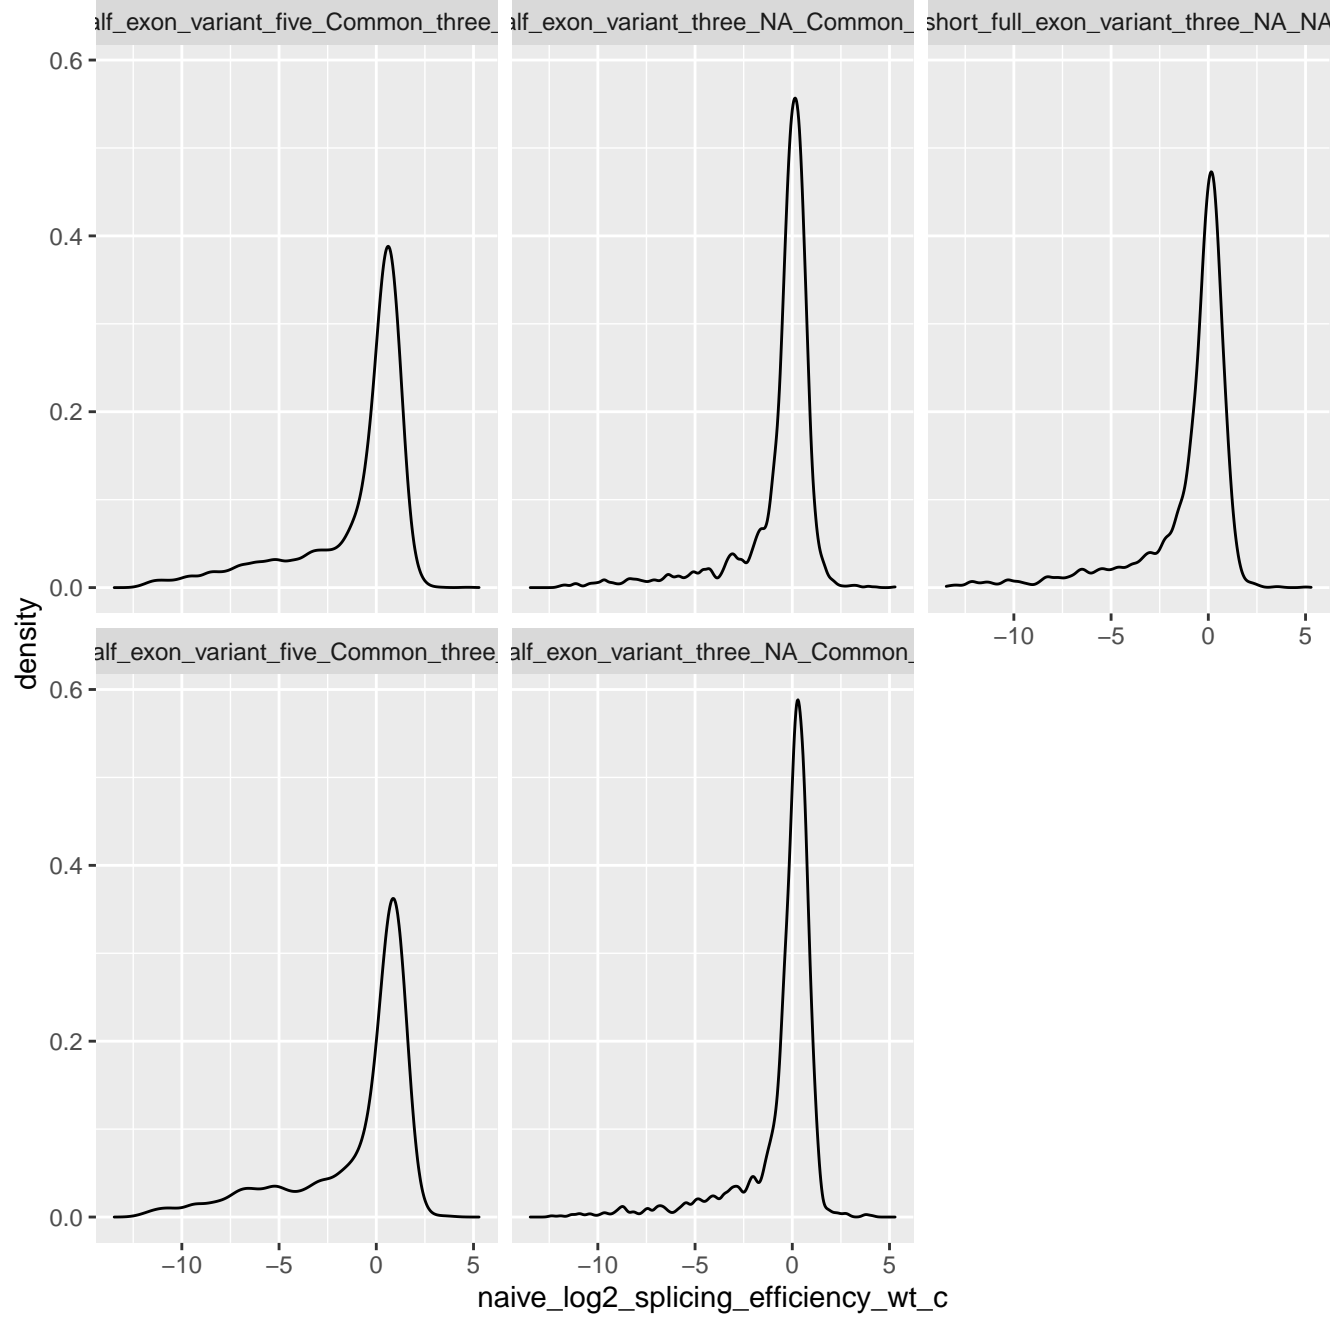 alf_exon_variant_five_Common_three_
alf_exon_variant_three_NA_Common_
short_full_exon_variant_three_NA_NA
0.6
0.4
0.2
0.0
−10 −5 0 5
alf_exon_variant_five_Common_three_
alf_exon_variant_three_NA_Common_
density
0.6
0.4
0.2
0.0
−10 −5 0 5
−10 −5 0 5
naive_log2_splicing_efficiency_wt_c